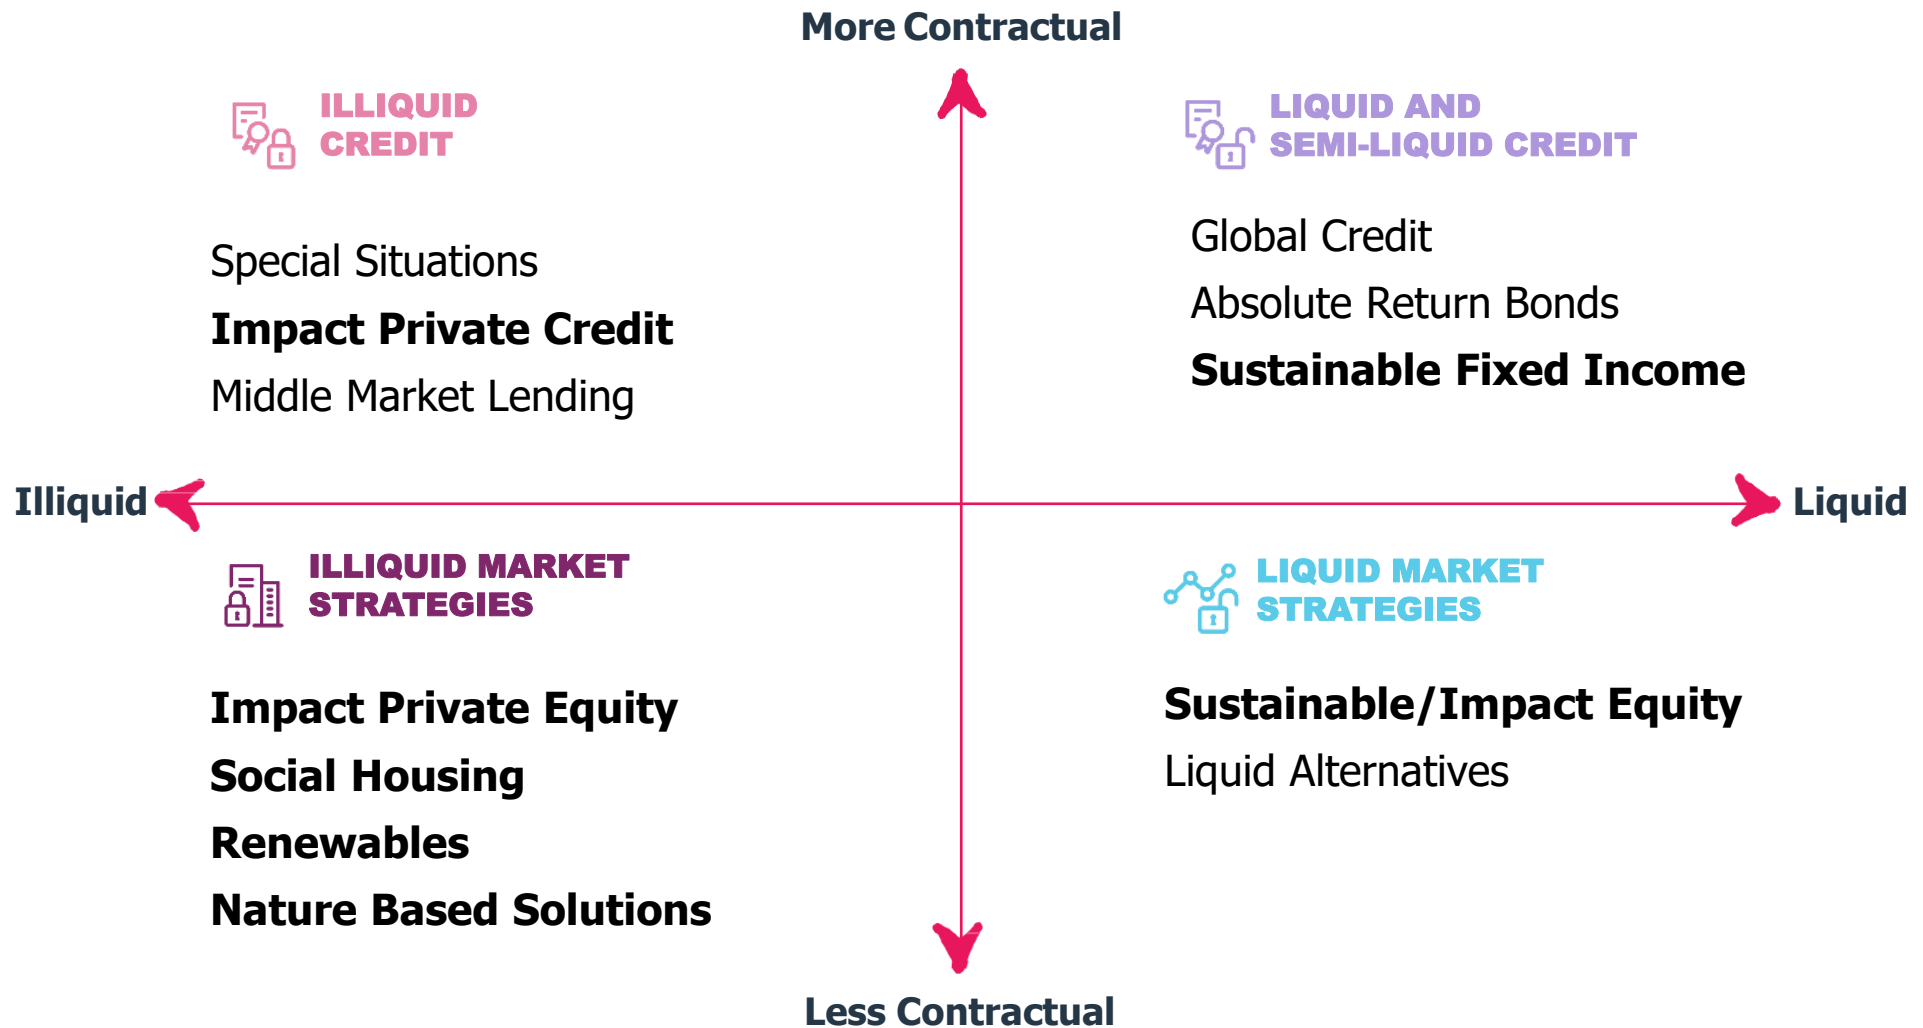 More Contractual
ILLIQUID
CREDIT
Special Situations
Impact Private Credit
Middle Market Lending
LIQUID AND
SEMI-LIQUID CREDIT
Global Credit
Absolute Return Bonds
Sustainable Fixed Income
Illiquid
Liquid
ILLIQUID MARKET
STRATEGIES
Impact Private Equity
Social Housing
Renewables
Nature Based Solutions
LIQUID MARKET
STRATEGIES
Sustainable/Impact Equity
Liquid Alternatives
Less Contractual